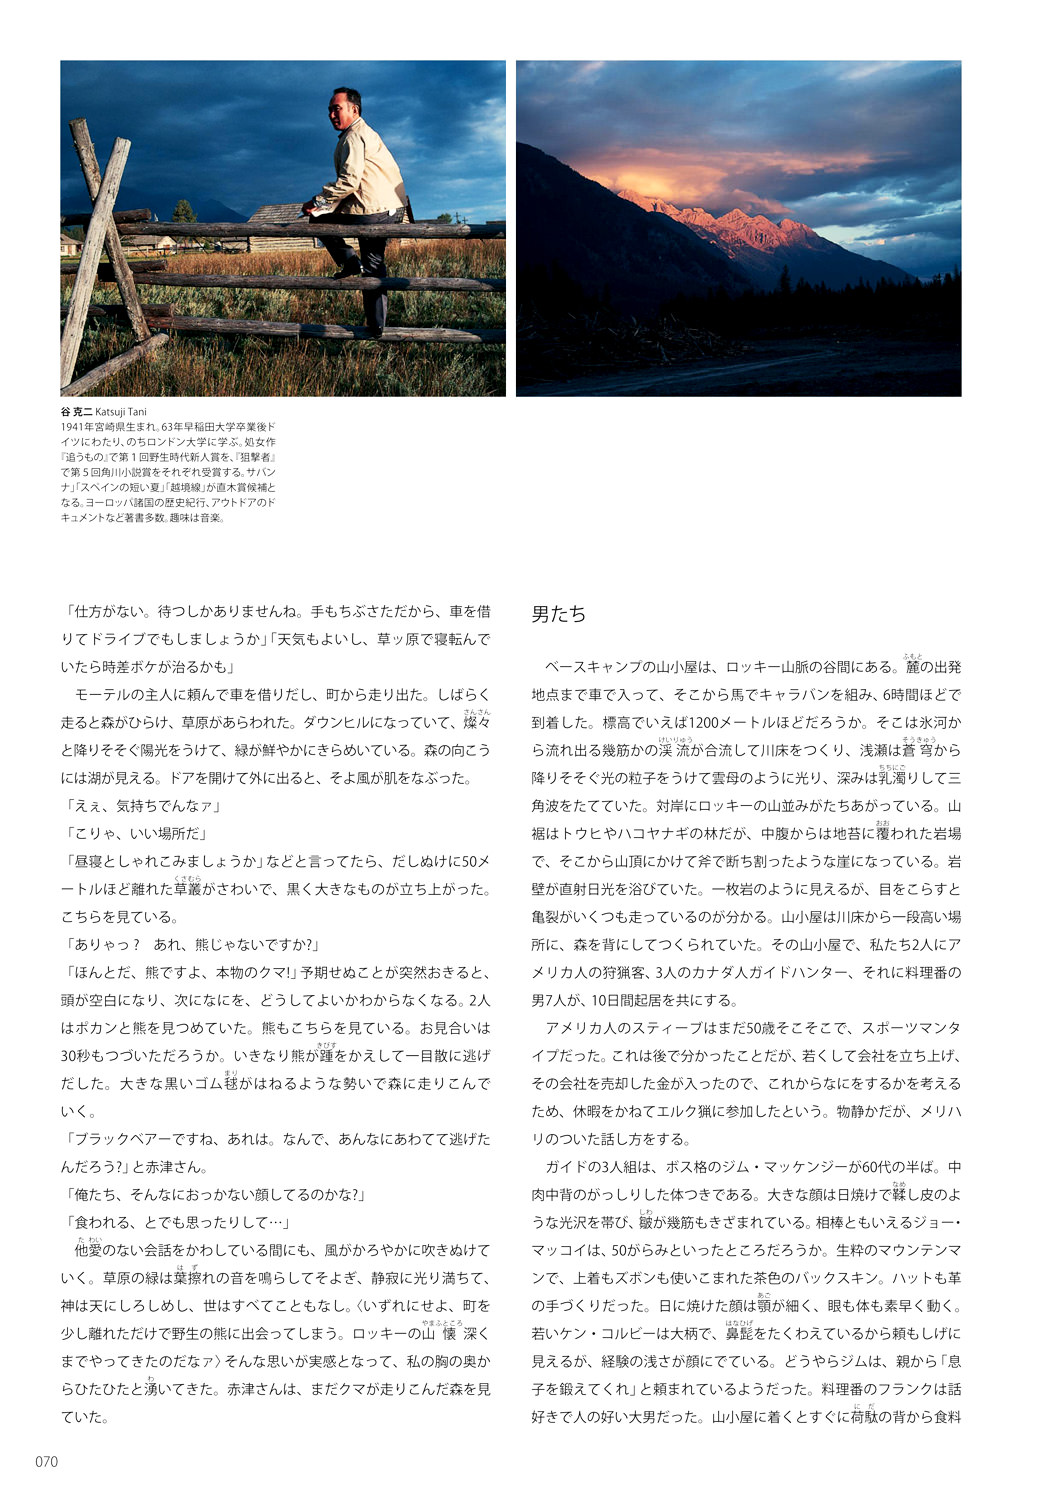 谷 克二 Katsuji Tani
1941年宮崎県生まれ。63年早稲田大学卒業後ド
イツにわたり、のちロンドン大学に学ぶ。処女作
『追うもの』で第1回野生時代新人賞を、『狙撃者』
で第5回角川小説賞をそれぞれ受賞する。サバン
ナ」「スペインの短い夏」「越境線」が直木賞候補と
なる。ヨーロッパ諸国の歴史紀行、アウトドアのド
キュメントなど著書多数。趣味は音楽。
「仕方がない。待つしかありませんね。手もちぶさただから、車を借
りてドライブでもしましょうか」「天気もよいし、草ッ原で寝転んで
いたら時差ボケが治るかも」
モーテルの主人に頼んで車を借りだし、町から走り出た。しばらく
走ると森がひらけ、草原があらわれた。ダウンヒルになっていて、燦々
と降りそそぐ陽光をうけて、緑が鮮やかにきらめいている。森の向こう
には湖が見える。ドアを開けて外に出ると、そよ風が肌をなぶった。
「えぇ、気持ちでんなァ」
「こりゃ、いい場所だ」
「昼寝としゃれこみましょうか」などと言ってたら、だしぬけに50メ
ートルほど離れた草叢がさわいで、黒く大きなものが立ち上がった。
こちらを見ている。
「ありゃっ？ あれ、熊じゃないですか?」
「ほんとだ、熊ですよ、本物のクマ!」予期せぬことが突然おきると、
頭が空白になり、次になにを、どうしてよいかわからなくなる。2人
はポカンと熊を見つめていた。熊もこちらを見ている。お見合いは
30秒もつづいただろうか。いきなり熊が踵をかえして一目散に逃げ
だした。大きな黒いゴム毬がはねるような勢いで森に走りこんで
いく。
「ブラックベアーですね、あれは。なんで、あんなにあわてて逃げた
んだろう?」と赤津さん。
「俺たち、そんなにおっかない顔してるのかな?」
「食われる、とでも思ったりして…」
他愛のない会話をかわしている間にも、風がかろやかに吹きぬけて
いく。草原の緑は葉擦れの音を鳴らしてそよぎ、静寂に光り満ちて、
神は天にしろしめし、世はすべてこともなし。〈いずれにせよ、町を
少し離れただけで野生の熊に出会ってしまう。ロッキーの山懐深く
までやってきたのだなァ〉そんな思いが実感となって、私の胸の奥か
らひたひたと湧いてきた。赤津さんは、まだクマが走りこんだ森を見
ていた。
男たち
ベースキャンプの山小屋は、ロッキー山脈の谷間にある。麓の出発
地点まで車で入って、そこから馬でキャラバンを組み、6時間ほどで
到着した。標高でいえば1200メートルほどだろうか。そこは氷河か
ら流れ出る幾筋かの渓流が合流して川床をつくり、浅瀬は蒼穹から
降りそそぐ光の粒子をうけて雲母のように光り、深みは乳濁りして三
角波をたてていた。対岸にロッキーの山並みがたちあがっている。山
裾はトウヒやハコヤナギの林だが、中腹からは地苔に覆われた岩場
で、そこから山頂にかけて斧で断ち割ったような崖になっている。岩
壁が直射日光を浴びていた。一枚岩のように見えるが、目をこらすと
亀裂がいくつも走っているのが分かる。山小屋は川床から一段高い場
所に、森を背にしてつくられていた。その山小屋で、私たち2人にア
メリカ人の狩猟客、3人のカナダ人ガイドハンター、それに料理番の
男7人が、10日間起居を共にする。
アメリカ人のスティーブはまだ50歳そこそこで、スポーツマンタ
イプだった。これは後で分かったことだが、若くして会社を立ち上げ、
その会社を売却した金が入ったので、これからなにをするかを考える
ため、休暇をかねてエルク猟に参加したという。物静かだが、メリハ
リのついた話し方をする。
ガイドの3人組は、ボス格のジム・マッケンジーが60代の半ば。中
肉中背のがっしりした体つきである。大きな顔は日焼けで鞣し皮のよ
うな光沢を帯び、皺が幾筋もきざまれている。相棒ともいえるジョー・
マッコイは、50がらみといったところだろうか。生粋のマウンテンマ
ンで、上着もズボンも使いこまれた茶色のバックスキン。ハットも革
の手づくりだった。日に焼けた顔は顎が細く、眼も体も素早く動く。
若いケン・コルビーは大柄で、鼻髭をたくわえているから頼もしげに
見えるが、経験の浅さが顔にでている。どうやらジムは、親から「息
子を鍛えてくれ」と頼まれているようだった。料理番のフランクは話
好きで人の好い大男だった。山小屋に着くとすぐに荷駄の背から食料
070